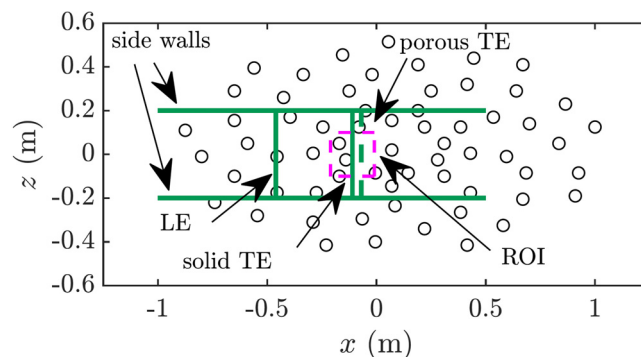 0.6
side walls
porous TE
0.4
0.2
0
z (m)
-0.2
LE
solid TE
ROI
-0.4
-0.6
-1
-0.5
0
0.5
1
x (m)